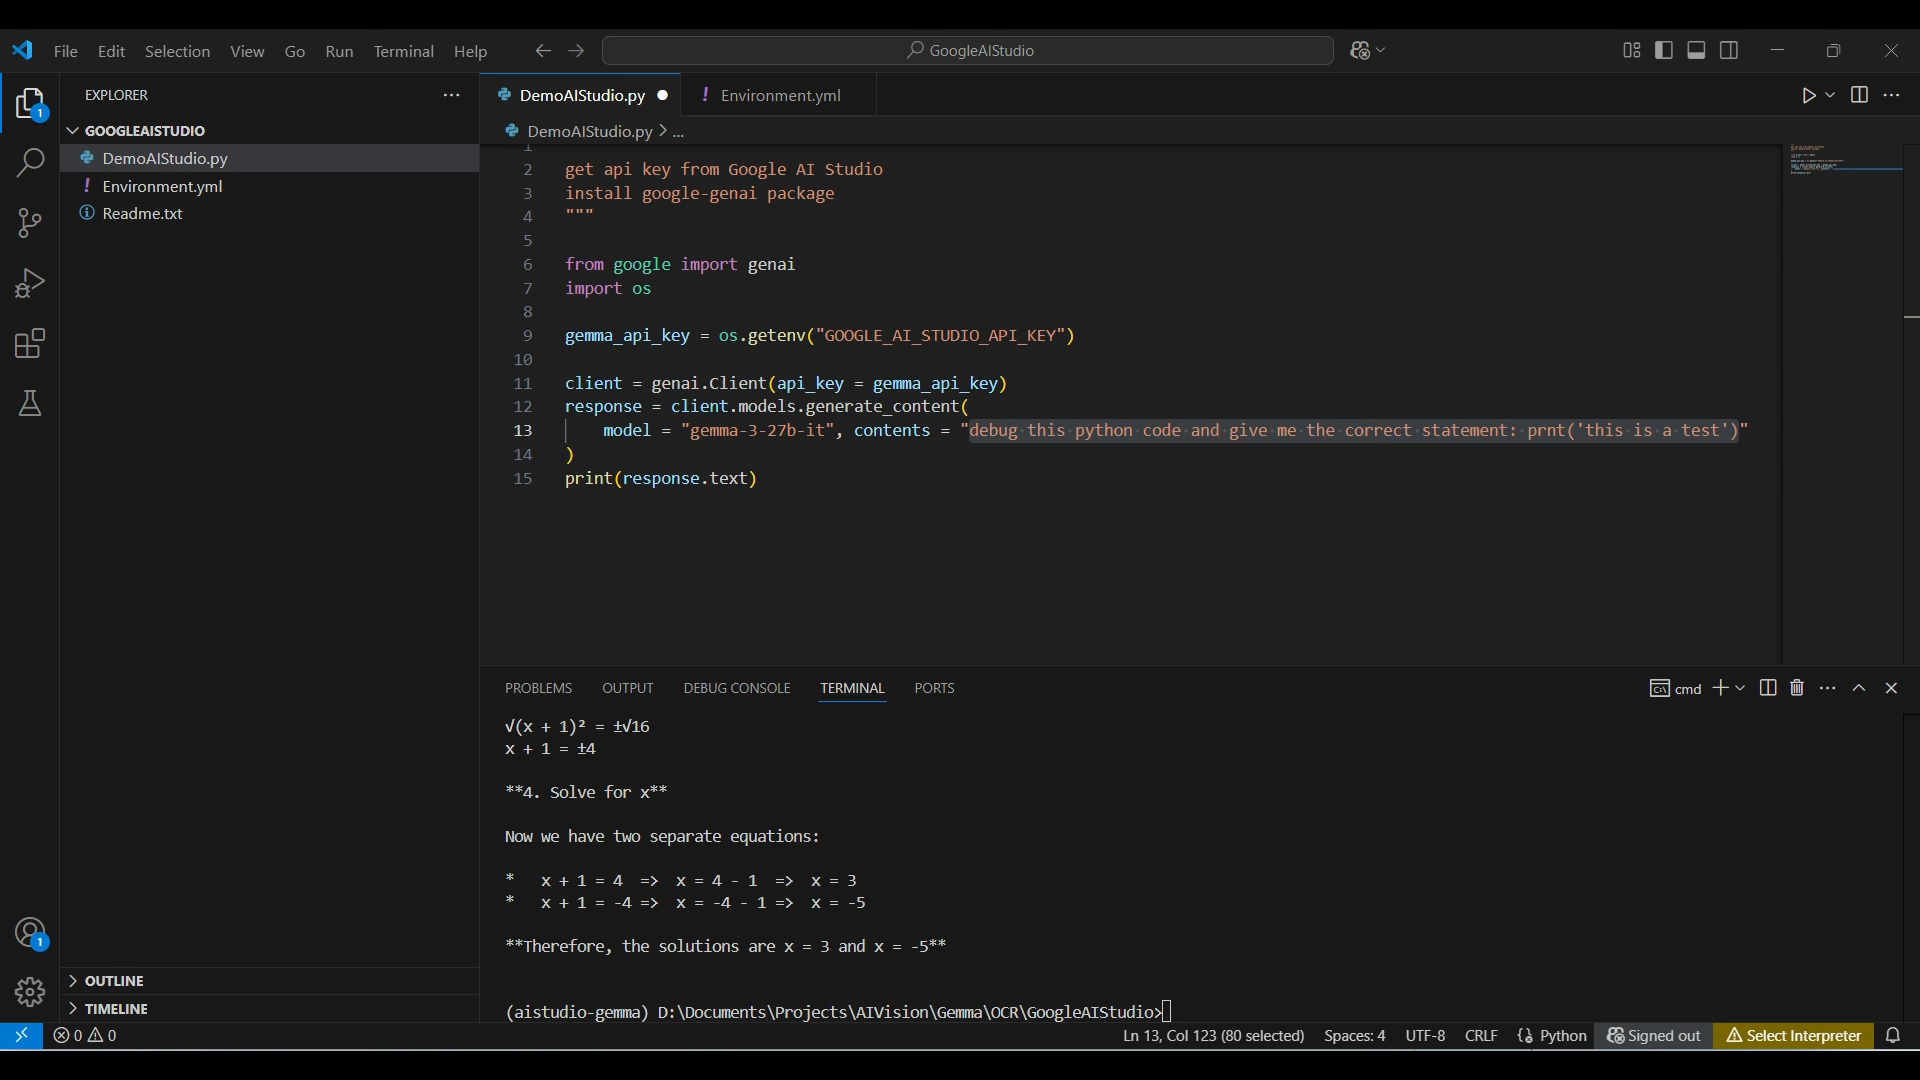 File Edit Selection View Go Run Terminal Help GoogleAIStudio
EXPLORER
GOOGLEAISTUDIO
DemoAIStudio.py
Environment.yml
Readme.txt
OUTLINE
TIMELINE
1
1
DemoAIStudio.py Environment.yml
DemoAIStudio.py > ...
1
2 get api key from Google AI Studio
3 install google-genai package
4 """
5
6 from google import genai
7 import os
8
9 gemma_api_key = os.getenv("GOOGLE_AI_STUDIO_API_KEY")
10
11 client = genai.Client(api_key = gemma_api_key)
12 response = client.models.generate_content(
13 model = "gemma-3-27b-it", contents = "debug this python code and give me the correct statement: prnt('this is a test')"
14 )
15 print(response.text)
PROBLEMS OUTPUT DEBUG CONSOLE TERMINAL PORTS cmd
√(x + 1)² = ±√16
x + 1 = ±4
**4. Solve for x**
Now we have two separate equations:
* x + 1 = 4 => x = 4 - 1 => x = 3
* x + 1 = -4 => x = -4 - 1 => x = -5
**Therefore, the solutions are x = 3 and x = -5**
(aistudio-gemma) D:\Documents\Projects\AIVision\Gemma\OCR\GoogleAIStudio>
0 0 Ln 13, Col 123 (80 selected) Spaces: 4 UTF-8 CRLF Python Signed out Select Interpreter